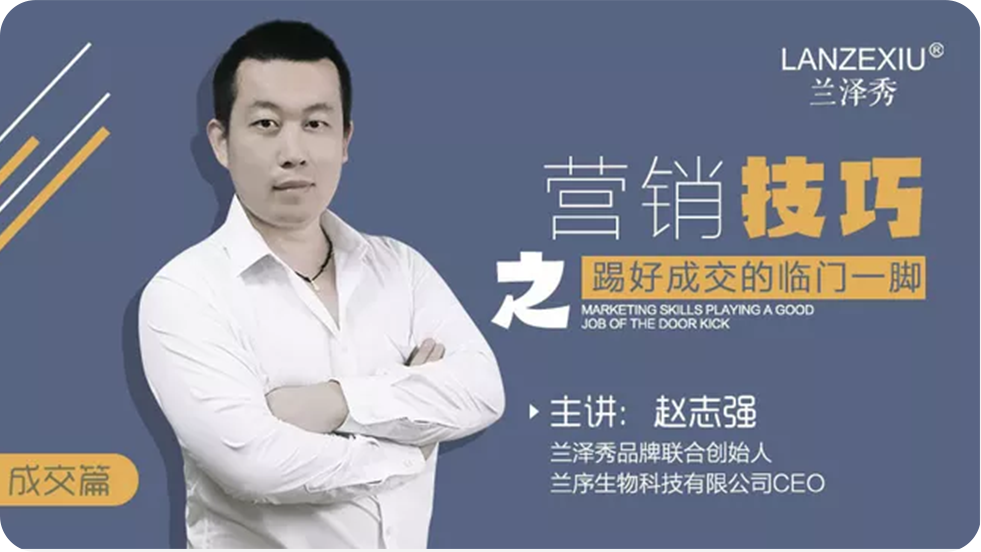 LANZEXIU®
兰泽秀
营销技巧
之 踢好成交的临门一脚
MARKETING SKILLS PLAYING A GOOD
JOB OF THE DOOR KICK
主讲: 赵志强
兰泽秀品牌联合创始人
兰序生物科技有限公司CEO
成交篇